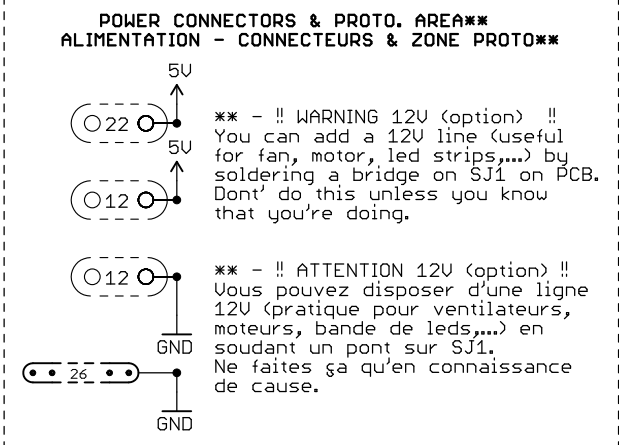 POWER CONNECTORS & PROTO. AREA**
ALIMENTATION - CONNECTEURS & ZONE PROTO**
5V
22
5V
12
** - !! WARNING 12V (option) !!
You can add a 12V line (useful
for fan, motor, led strips,...) by
soldering a bridge on SJ1 on PCB.
Dont' do this unless you know
that you're doing.
12
GND
** - !! ATTENTION 12V (option) !!
Vous pouvez disposer d'une ligne
12V (pratique pour ventilateurs,
moteurs, bande de leds,...) en
soudant un pont sur SJ1.
Ne faites ça qu'en connaissance
de cause.
26
GND